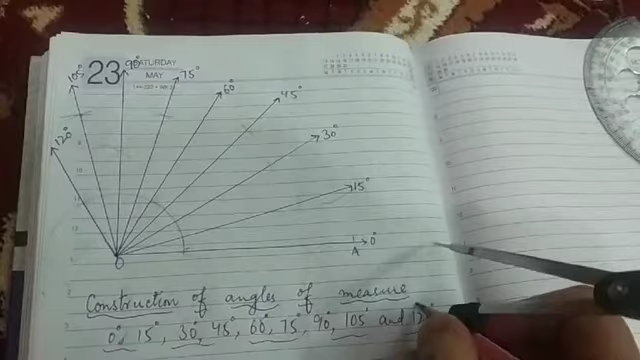 23 SATURDAY
MAY
90°
105°
75°
120°
60°
45°
30°
15°
0°
A
O
Construction of angles of measure
0°, 15°, 30°, 45°, 60°, 75°, 90°, 105° and